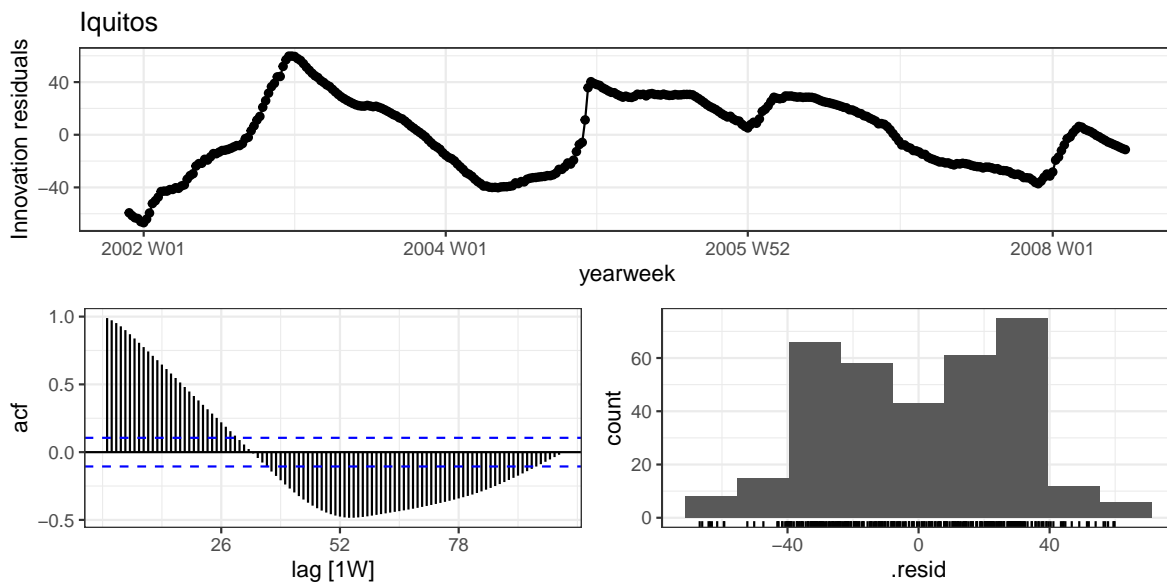 Iquitos
Innovation residuals
40
0
−40
2002 W01
2004 W01
2005 W52
2008 W01
yearweek
acf
1.0
0.5
0.0
−0.5
26
52
78
lag [1W]
count
60
40
20
0
−40
0
40
.resid